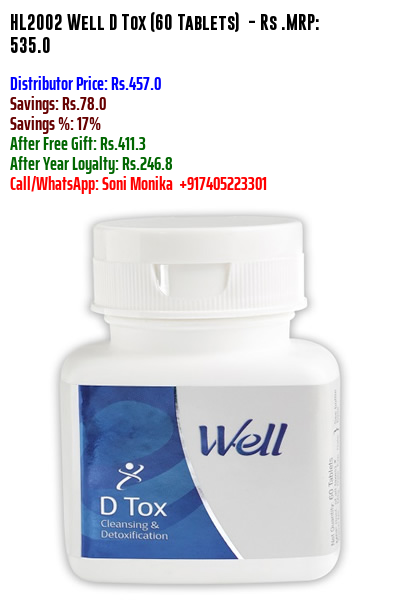 HL2002 Well D Tox (60 Tablets) - Rs .MRP:
535.0
Distributor Price: Rs.457.0
Savings: Rs.78.0
Savings %: 17%
After Free Gift: Rs.411.3
After Year Loyalty: Rs.246.8
Call/WhatsApp: Soni Monika +917405223301
Well
D Tox
Cleansing &
Detoxification
Net Quantity: 60 Tablets